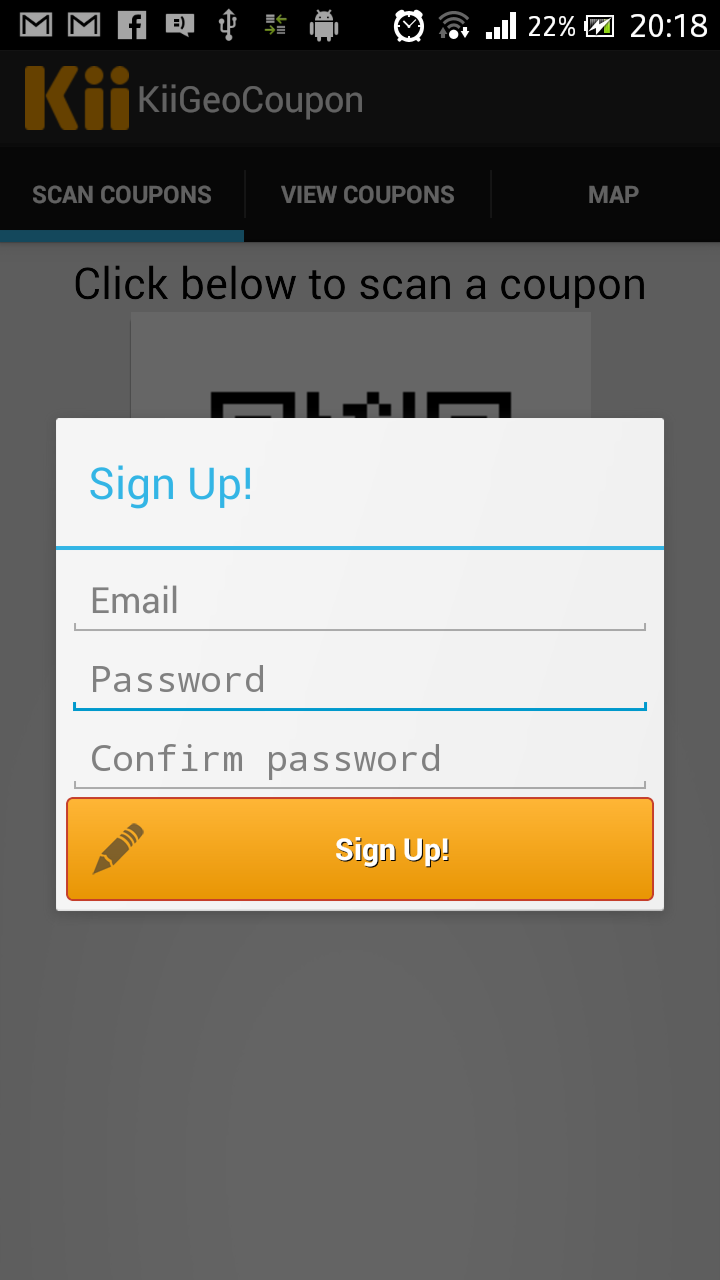 22% 20:18
Kii KiiGeoCoupon
SCAN COUPONS VIEW COUPONS MAP
Click below to scan a coupon
Sign Up!
Email
Password
Confirm password
Sign Up!